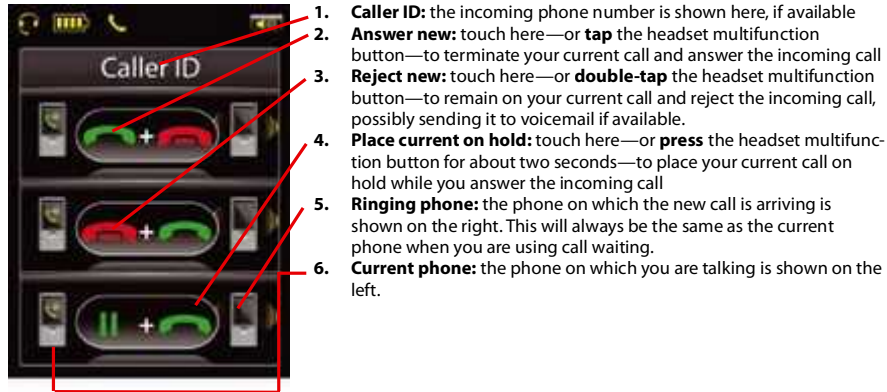 Caller ID
1. Caller ID: the incoming phone number is shown here, if available
2. Answer new: touch here—or tap the headset multifunction
button—to terminate your current call and answer the incoming call
3. Reject new: touch here—or double-tap the headset multifunction
button—to remain on your current call and reject the incoming call,
possibly sending it to voicemail if available.
4. Place current on hold: touch here—or press the headset multifunc-
tion button for about two seconds—to place your current call on
hold while you answer the incoming call
5. Ringing phone: the phone on which the new call is arriving is
shown on the right. This will always be the same as the current
phone when you are using call waiting.
6. Current phone: the phone on which you are talking is shown on the
left.